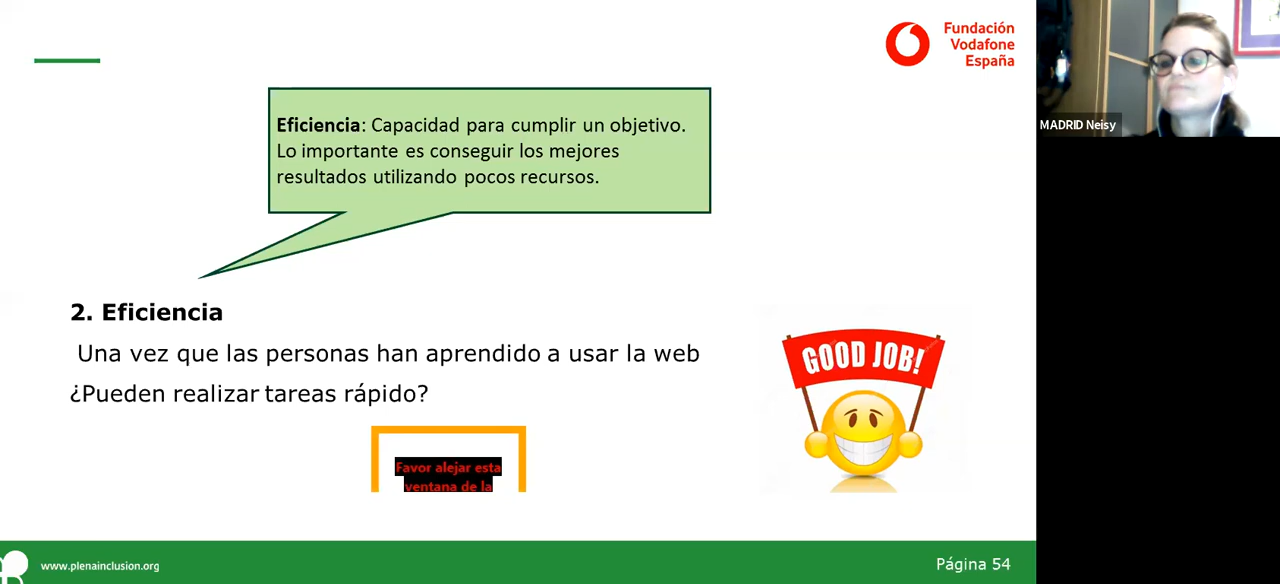 Fundación
Vodafone
España
MADRID Neisy
Eficiencia: Capacidad para cumplir un objetivo.
Lo importante es conseguir los mejores
resultados utilizando pocos recursos.
2. Eficiencia
Una vez que las personas han aprendido a usar la web
¿Pueden realizar tareas rápido?
GOOD JOB!
Favor alejar esta
ventana de la
www.plenainclusion.org
Página 54